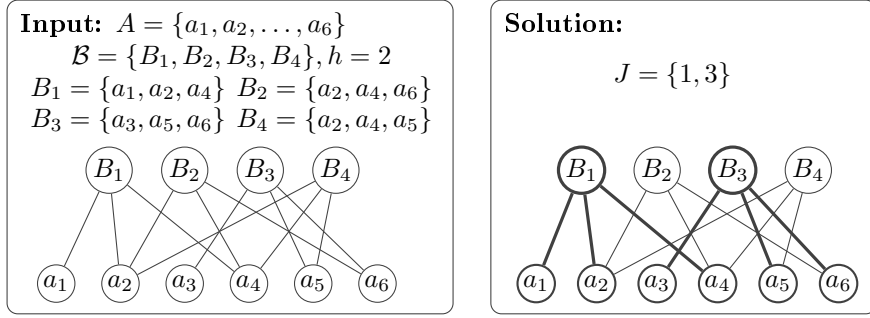 Input: A = {a₁, a₂, . . . , a₆}
𝓑 = {B₁, B₂, B₃, B₄}, h = 2
B₁ = {a₁, a₂, a₄} B₂ = {a₂, a₄, a₆}
B₃ = {a₃, a₅, a₆} B₄ = {a₂, a₄, a₅}
B₁ B₂ B₃ B₄
a₁ a₂ a₃ a₄ a₅ a₆
Solution:
J = {1, 3}
B₁ B₂ B₃ B₄
a₁ a₂ a₃ a₄ a₅ a₆